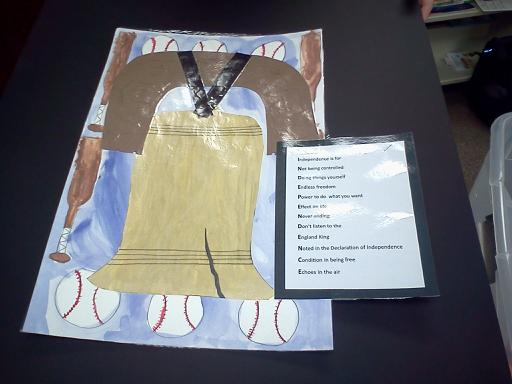 Independence is for
Not being controlled
Doing things yourself
Endless freedom
Power to do what you want
Effect on
Never ending
Don't listen to the
England King
Noted in the Declaration of Independence
Condition in being free
Echoes in the air